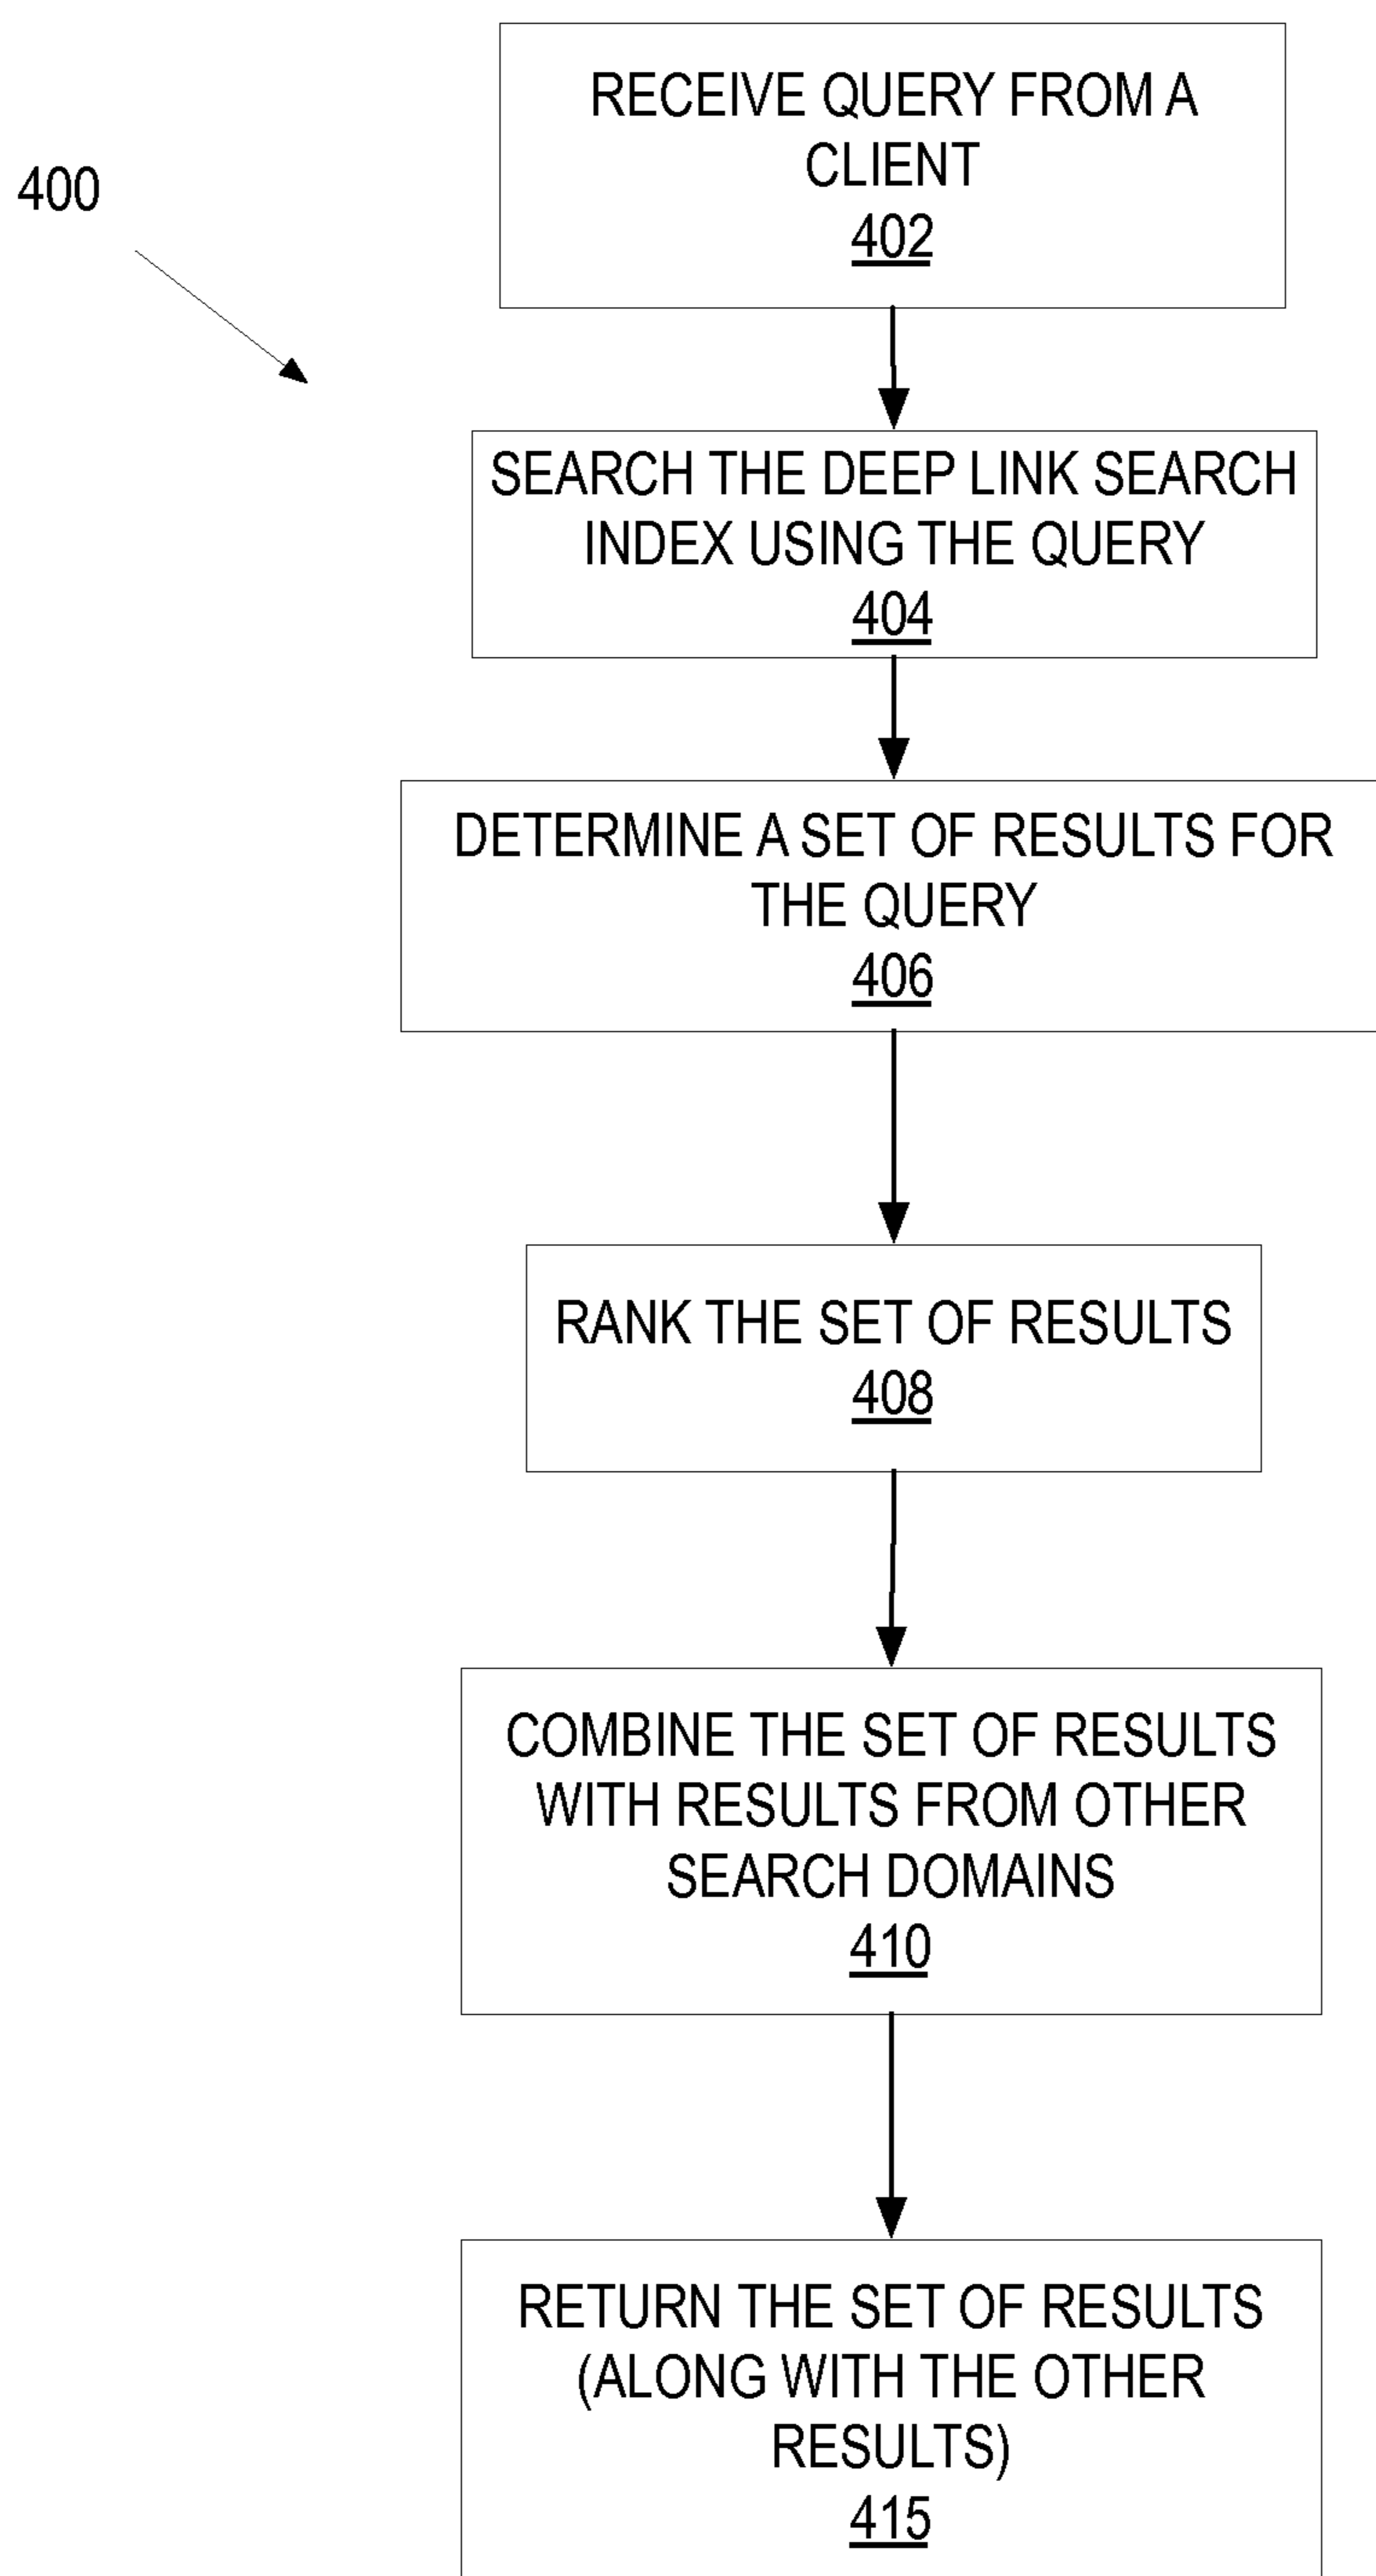 RECEIVE QUERY FROM A
CLIENT
402
400
SEARCH THE DEEP LINK SEARCH
INDEX USING THE QUERY
404
DETERMINE A SET OF RESULTS FOR
THE QUERY
406
RANK THE SET OF RESULTS
408
COMBINE THE SET OF RESULTS
WITH RESULTS FROM OTHER
SEARCH DOMAINS
410
RETURN THE SET OF RESULTS
(ALONG WITH THE OTHER
RESULTS)
415